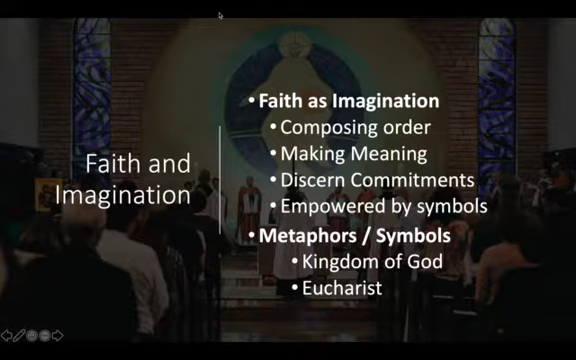 Faith and
Imagination
• Faith as Imagination
• Composing order
• Making Meaning
• Discern Commitments
• Empowered by symbols
• Metaphors / Symbols
• Kingdom of God
• Eucharist